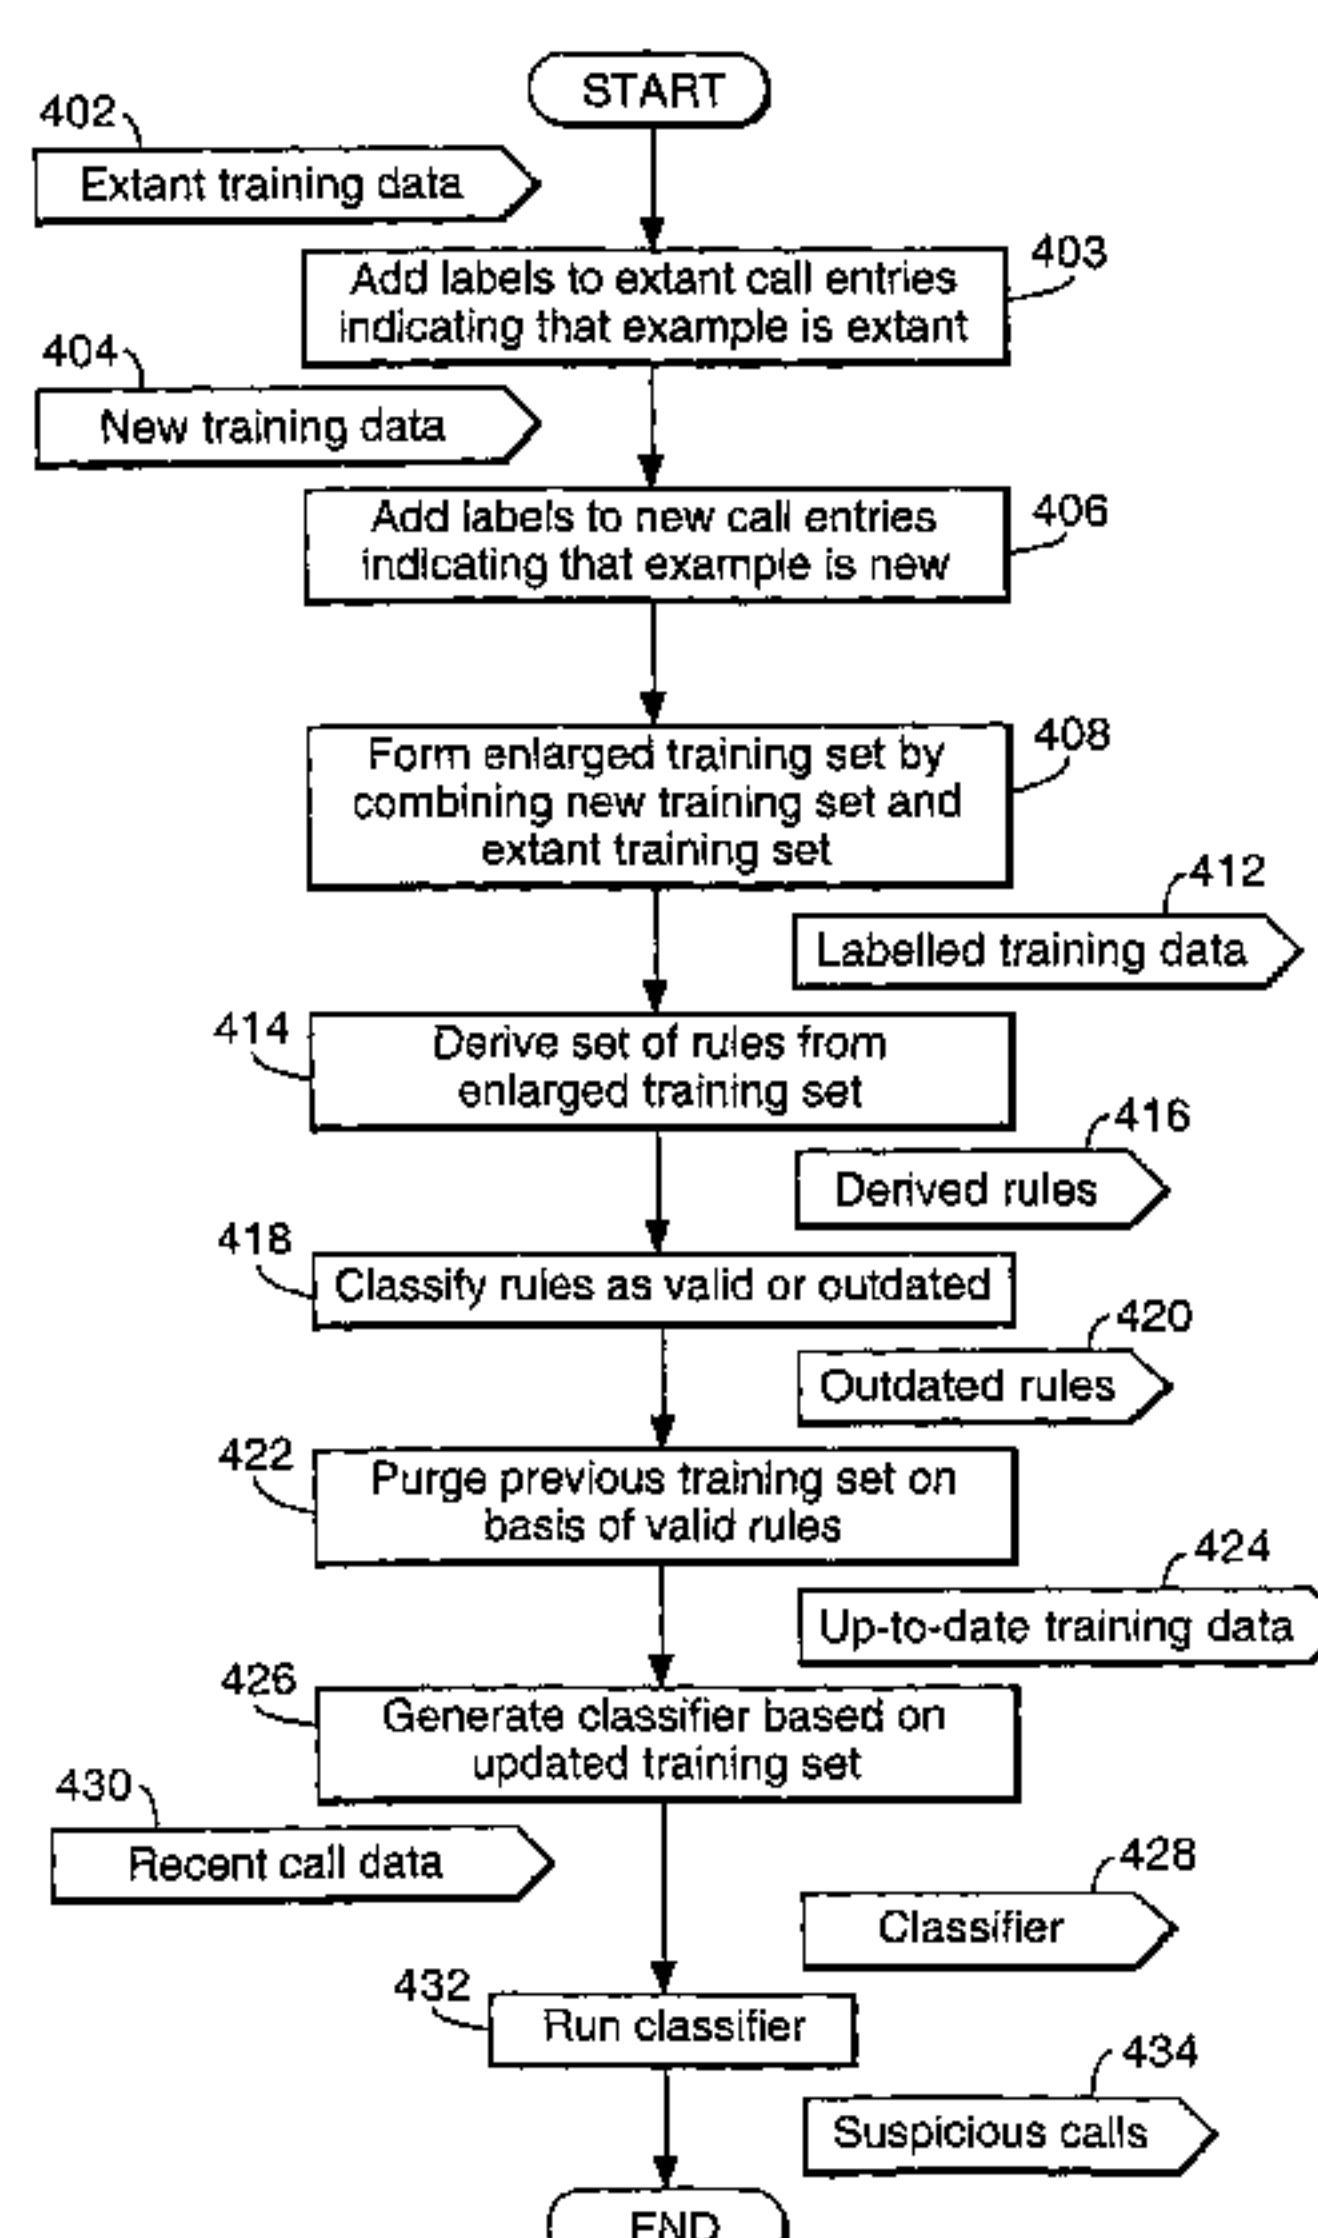 START
402
Extant training data
403
Add labels to extant call entries
indicating that example is extant
404
New training data
406
Add labels to new call entries
indicating that example is new
408
Form enlarged training set by
combining new training set and
extant training set
412
Labelled training data
414
Derive set of rules from
enlarged training set
416
Derived rules
418
Classify rules as valid or outdated
420
Outdated rules
422
Purge previous training set on
basis of valid rules
424
Up-to-date training data
426
Generate classifier based on
updated training set
430
Recent call data
428
Classifier
432
Run classifier
434
Suspicious calls
END